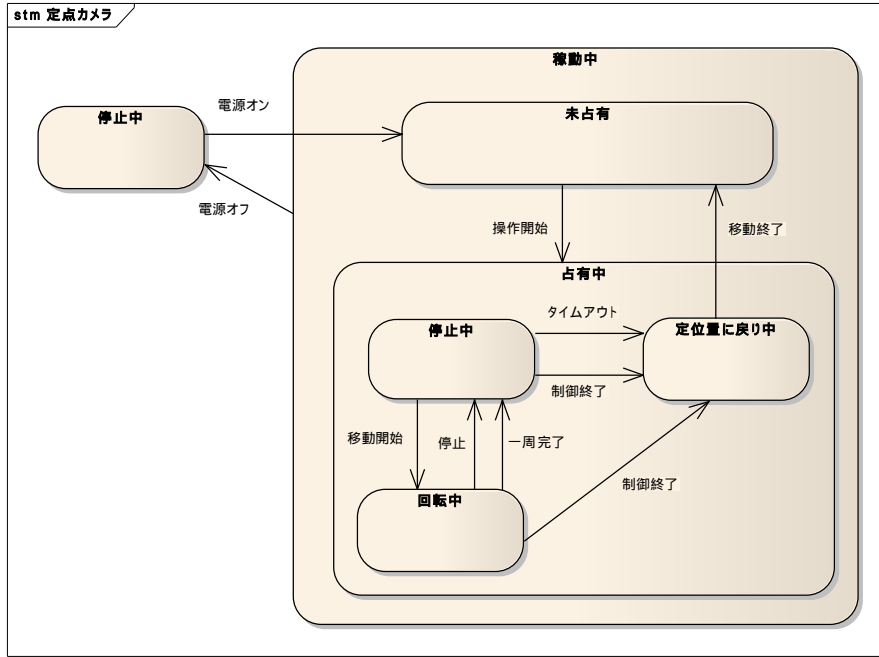 stm 定点カメラ
稼動中
停止中
電源オン
未占有
電源オフ
操作開始
移動終了
占有中
タイムアウト
停止中
定位置に戻り中
制御終了
移動開始
停止
一周完了
制御終了
回転中